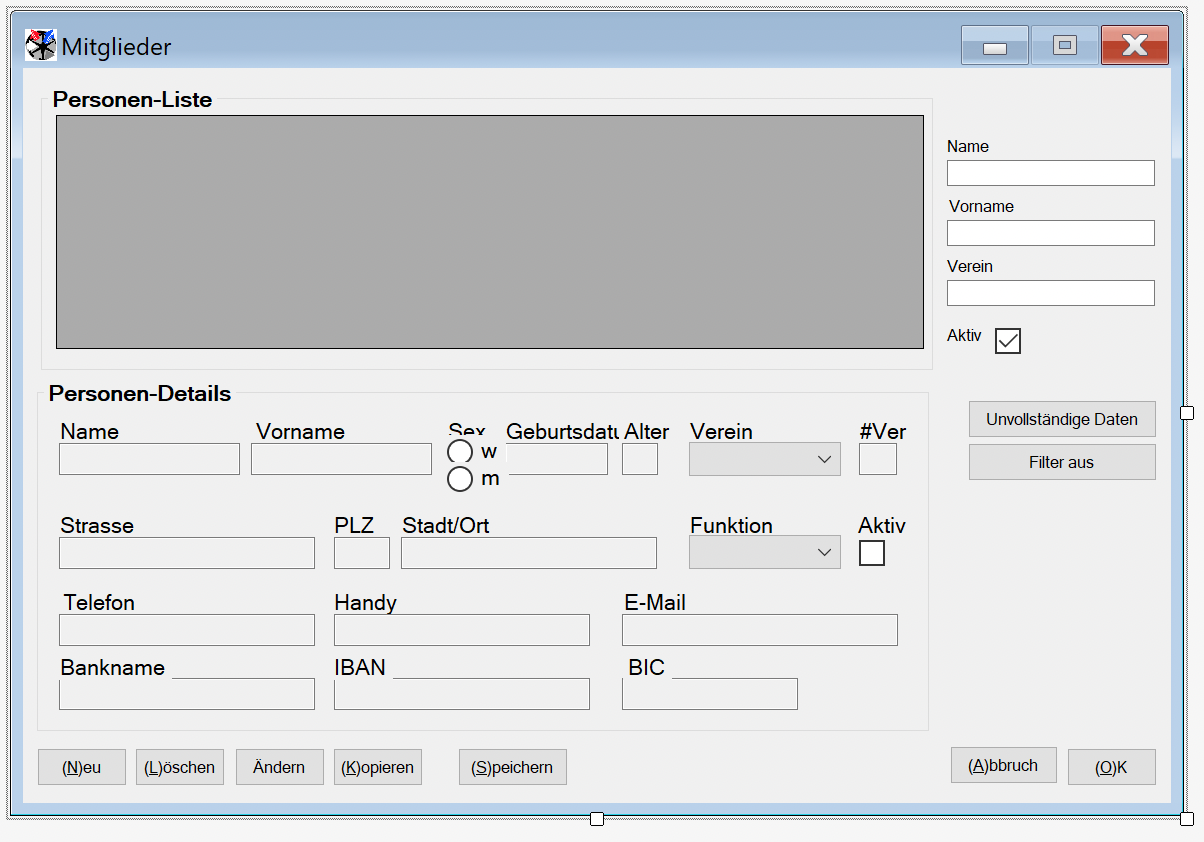 Mitglieder
Personen-Liste
Name
Vorname
Verein
Aktiv
Personen-Details
Name Vorname Sex Geburtsdatu Alter Verein #Ver
w
m
Unvollständige Daten
Filter aus
Strasse PLZ Stadt/Ort Funktion Aktiv
Telefon Handy E-Mail
Bankname IBAN BIC
(N)eu (L)öschen Ändern (K)opieren (S)peichern (A)bbruch (O)K